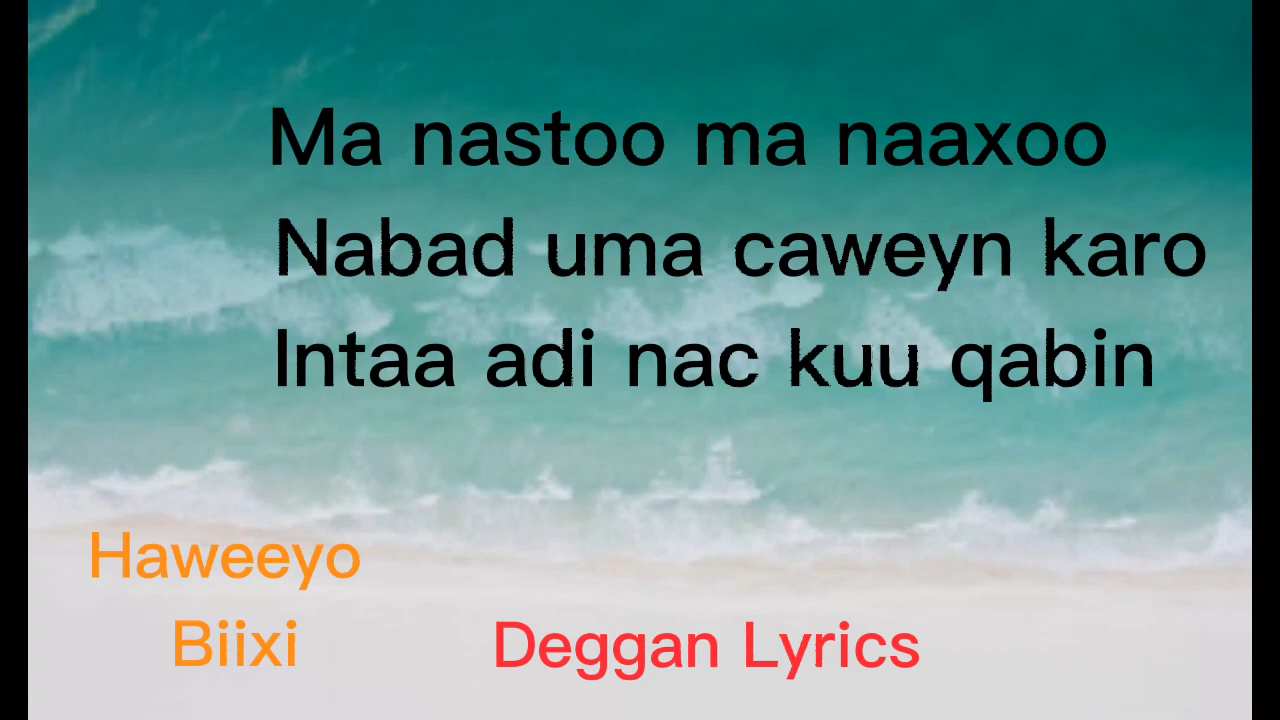 Ma nastoo ma naaxoo
Nabad uma caweyn karo
Intaa adi nac kuu qabin
Haweeyo
Biixi
Deggan Lyrics